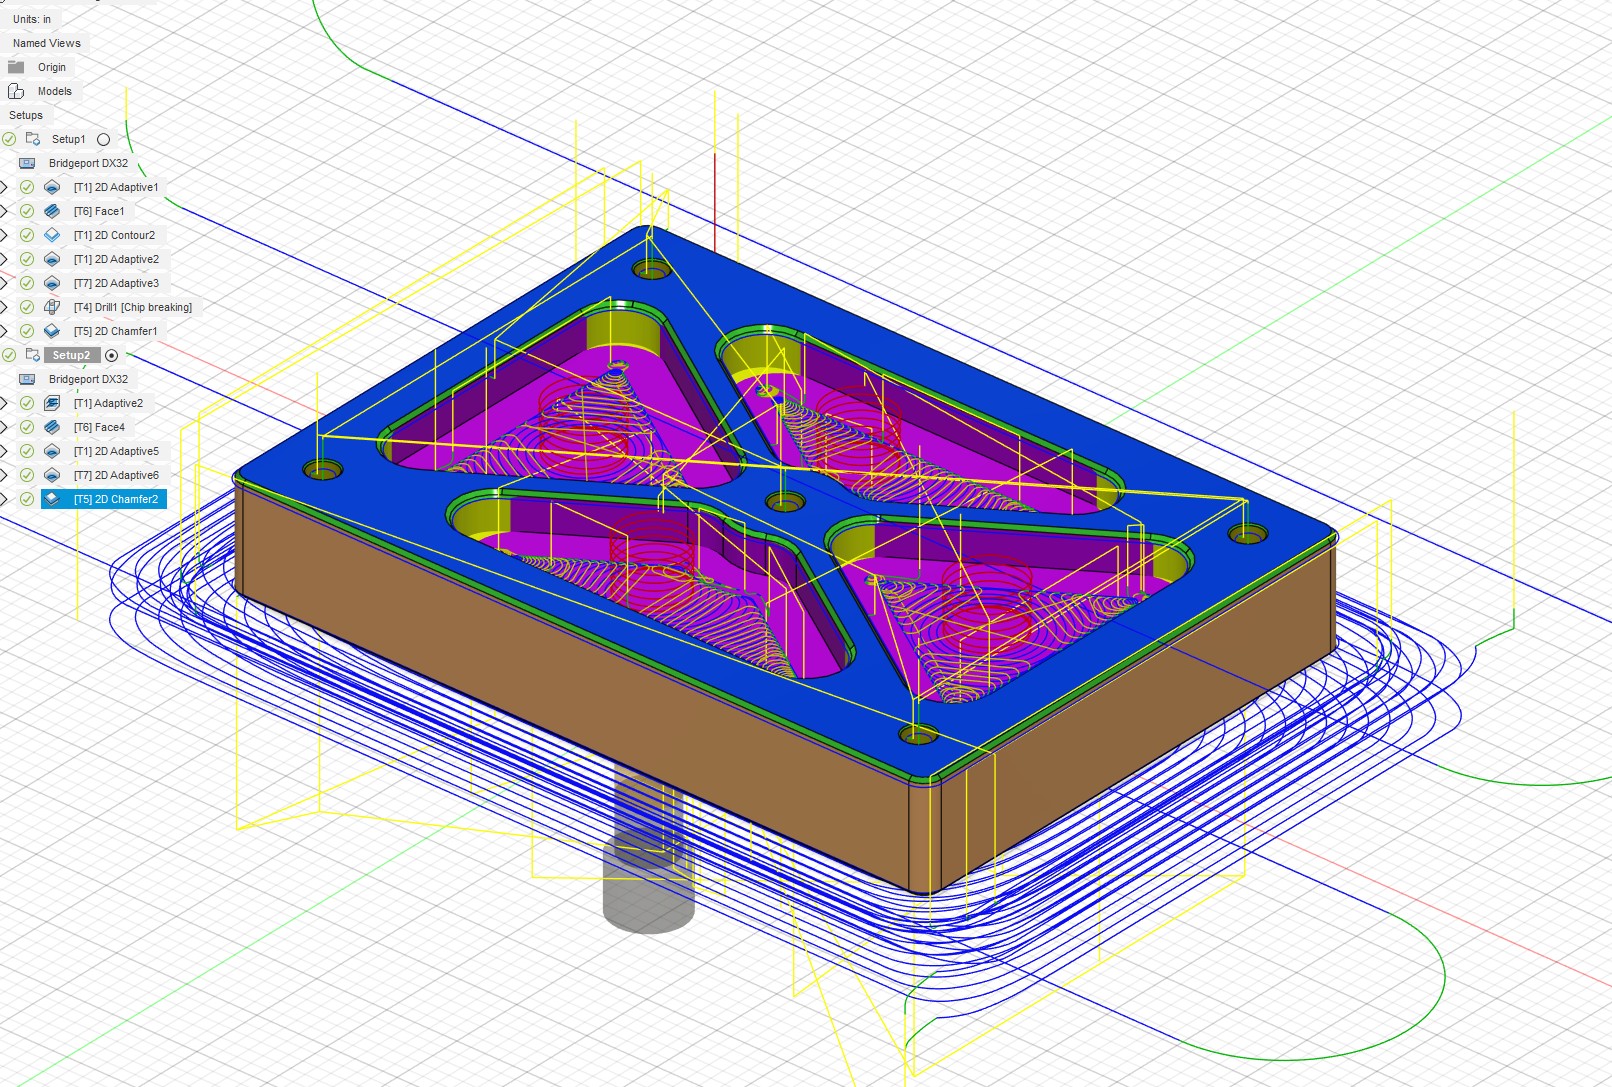 Units: in
Named Views
Origin
Models
Setups
Setup1
Bridgeport DX32
[T1] 2D Adaptive1
[T6] Face1
[T1] 2D Contour2
[T1] 2D Adaptive2
[T7] 2D Adaptive3
[T4] Drill1 [Chip breaking]
[T5] 2D Chamfer1
Setup2
Bridgeport DX32
[T1] Adaptive2
[T6] Face4
[T1] 2D Adaptive5
[T7] 2D Adaptive6
[T5] 2D Chamfer2